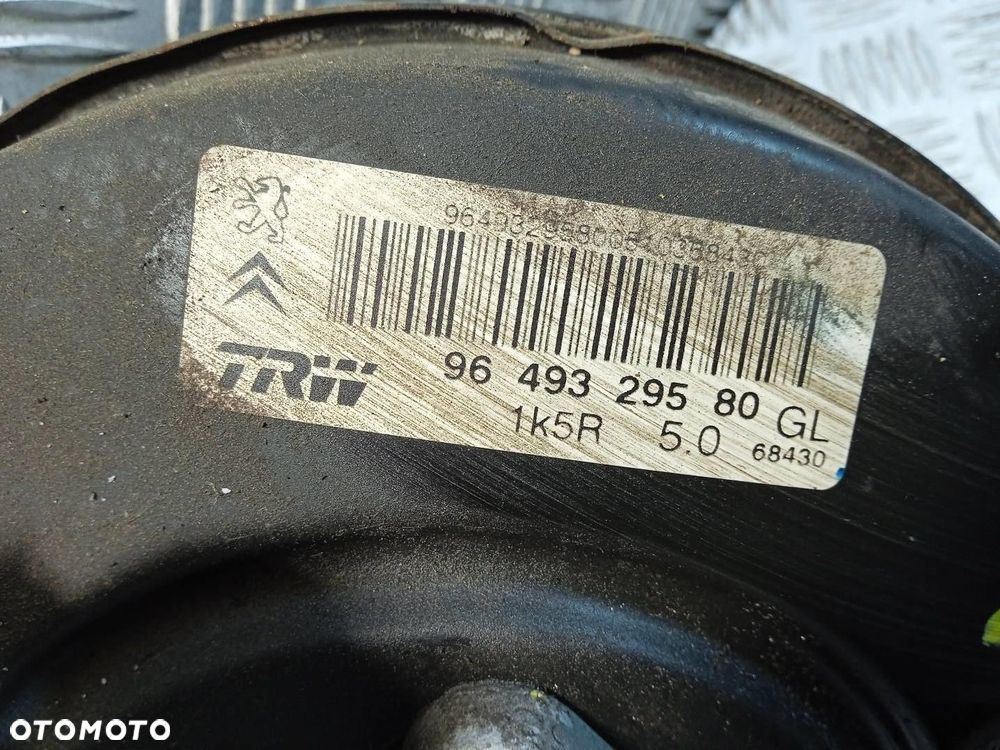 TRW
96 493 295 80 GL
1k5R 5.0 68430
OTOMOTO